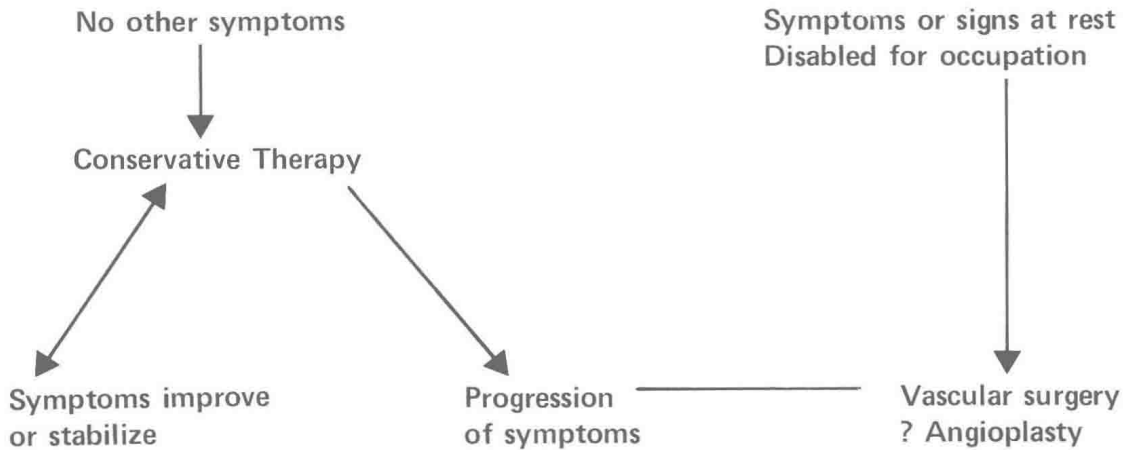 No other symptoms
Symptoms or signs at rest
Disabled for occupation
Conservative Therapy
Symptoms improve
or stabilize
Progression
of symptoms
Vascular surgery
? Angioplasty